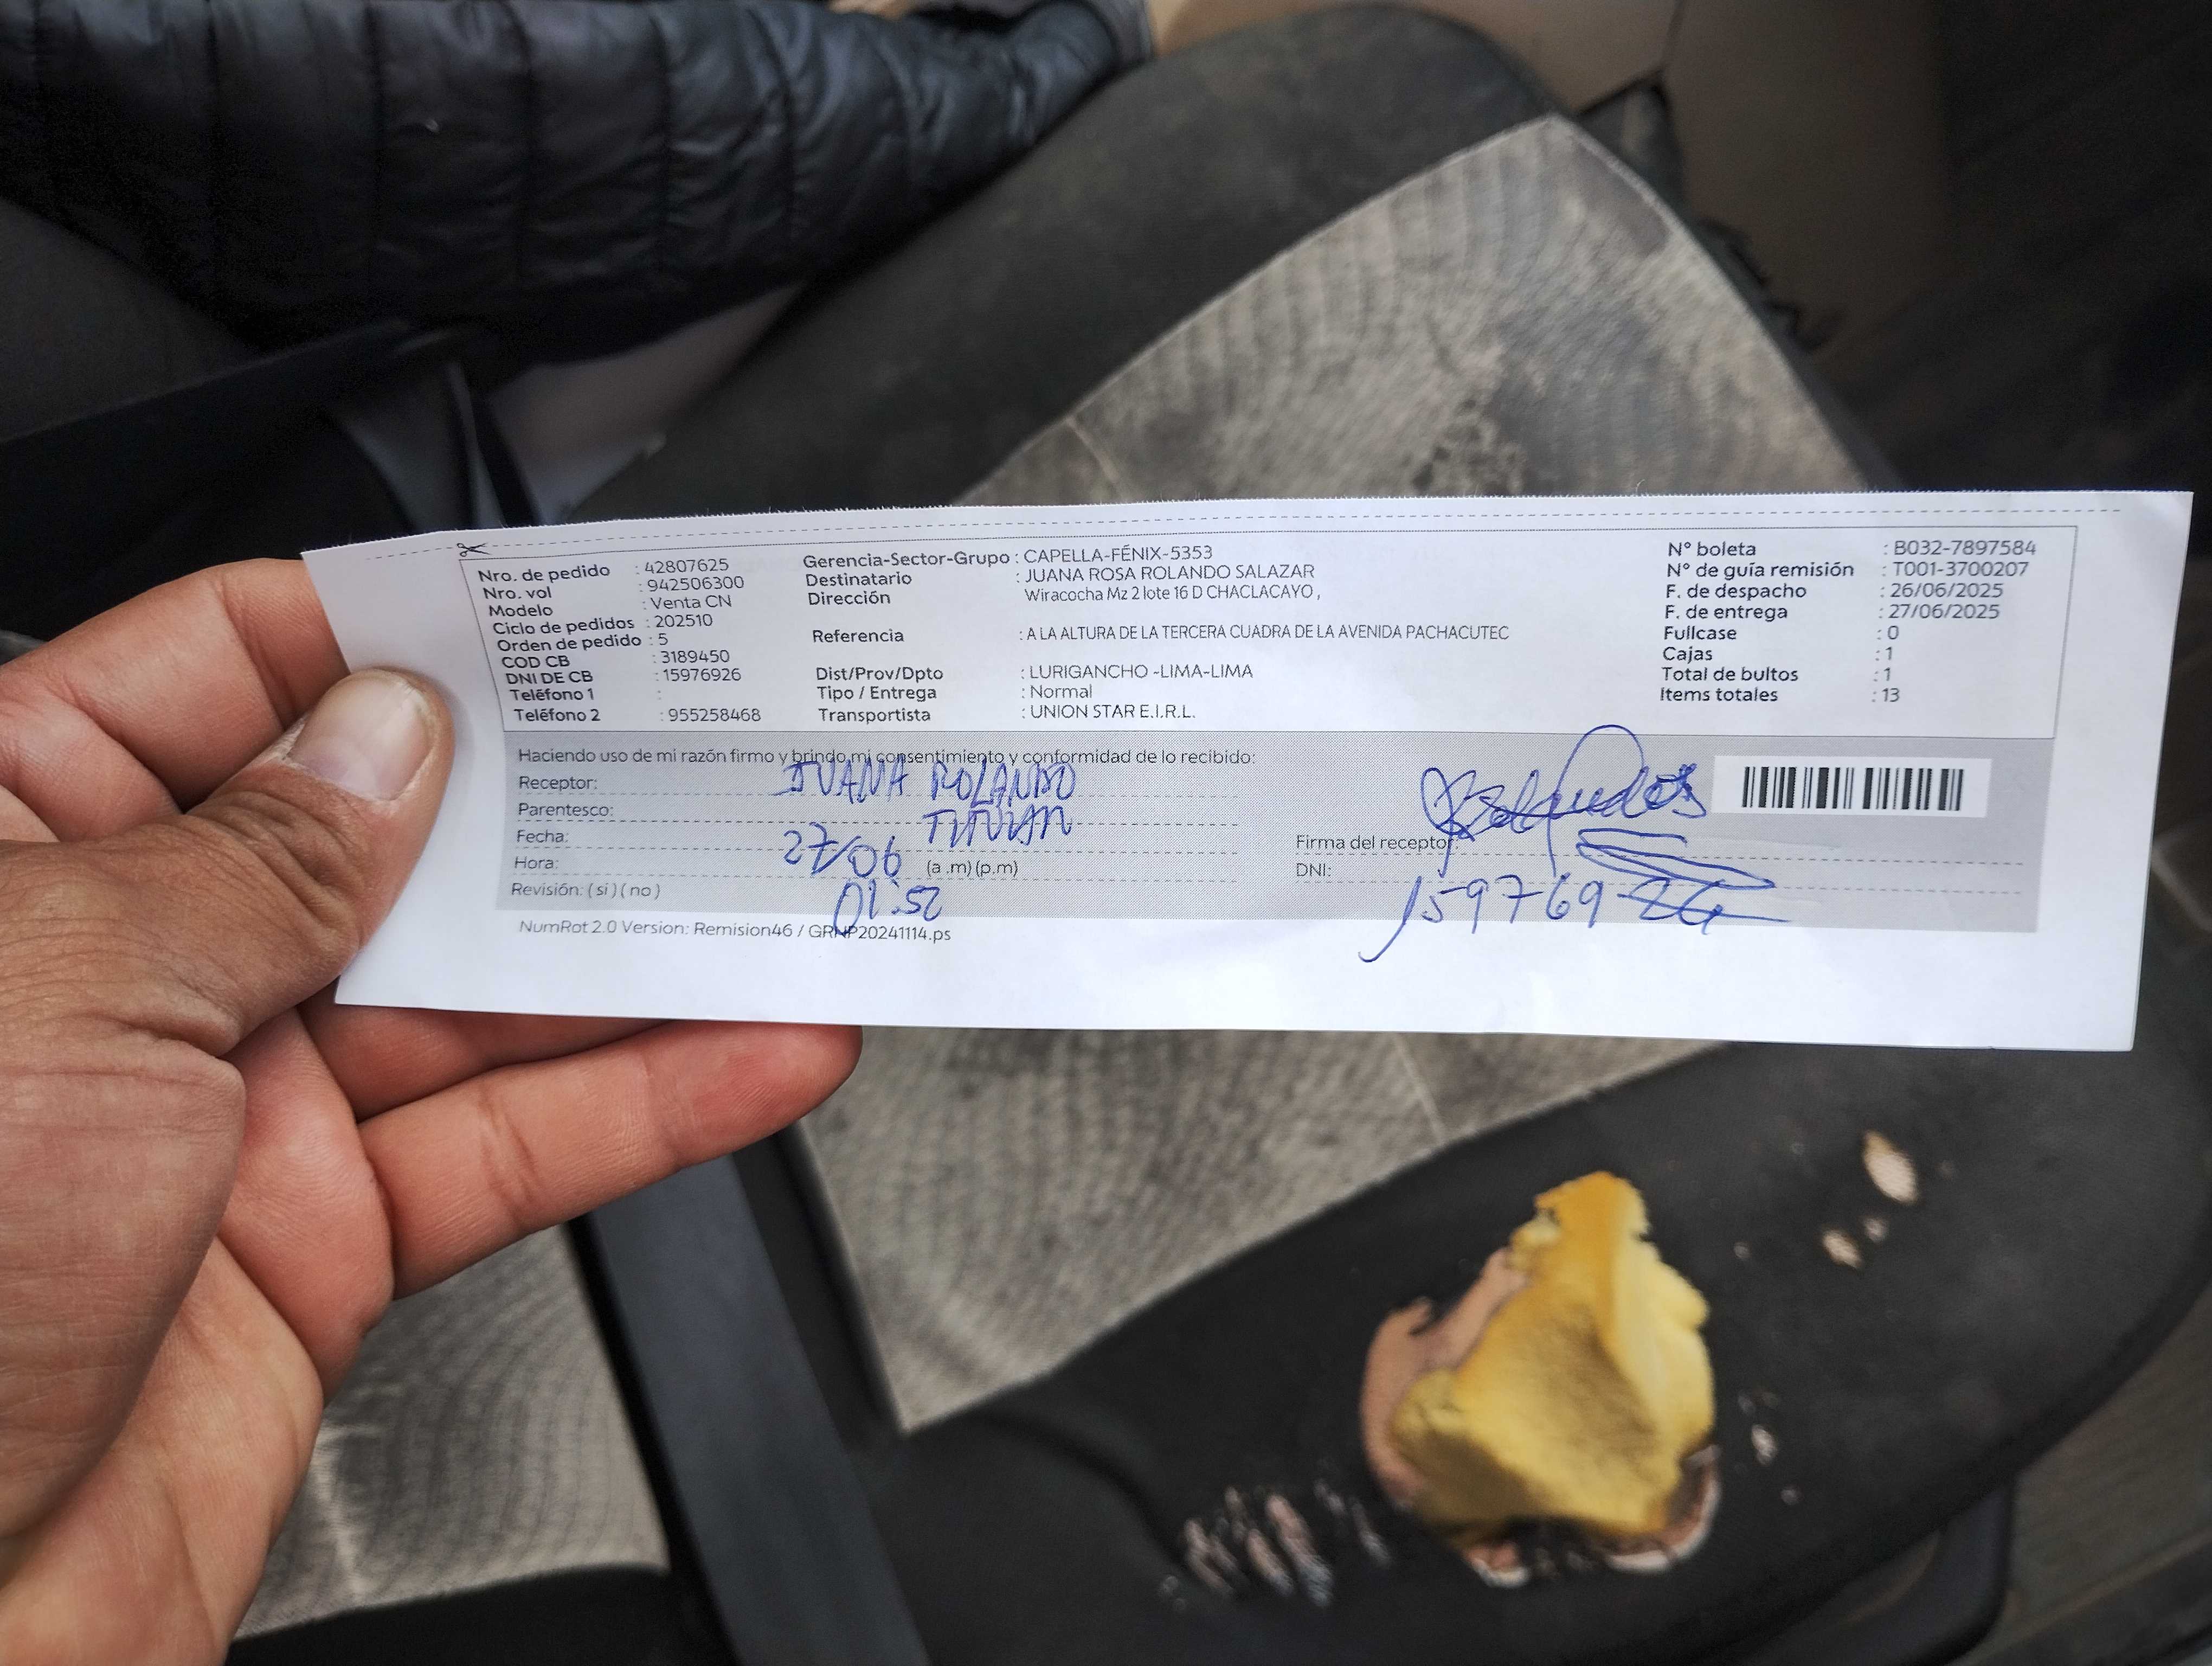 Nro. de pedido : 42807625
Nro. vol : 942506300
Modelo : Venta CN
Ciclo de pedidos : 202510
Orden de pedido : 5
COD CB : 3189450
DNI DE CB : 15976926
Teléfono 1 :
Teléfono 2 : 955258468
Gerencia-Sector-Grupo : CAPELLA-FÉNIX-5353
Destinatario : JUANA ROSA ROLANDO SALAZAR
Dirección Wiracocha Mz 2 lote 16 D CHACLACAYO ,
Referencia : A LA ALTURA DE LA TERCERA CUADRA DE LA AVENIDA PACHACUTEC
Dist/Prov/Dpto : LURIGANCHO -LIMA-LIMA
Tipo / Entrega : Normal
Transportista : UNION STAR E.I.R.L.
N° boleta : B032-7897584
N° de guía remisión : T001-3700207
F. de despacho : 26/06/2025
F. de entrega : 27/06/2025
Fullcase : 0
Cajas : 1
Total de bultos : 1
Items totales : 13
Haciendo uso de mi razón firmo y brindo mi consentimiento y conformidad de lo recibido:
Receptor: JUANA ROLANDO
Parentesco:
Fecha: 27/06
Hora: (a .m) (p.m)
01:52
Revisión: ( si ) ( no )
Firma del receptor:
DNI:
15976926
NumRot 2.0 Version: Remision46 / GRNP20241114.ps